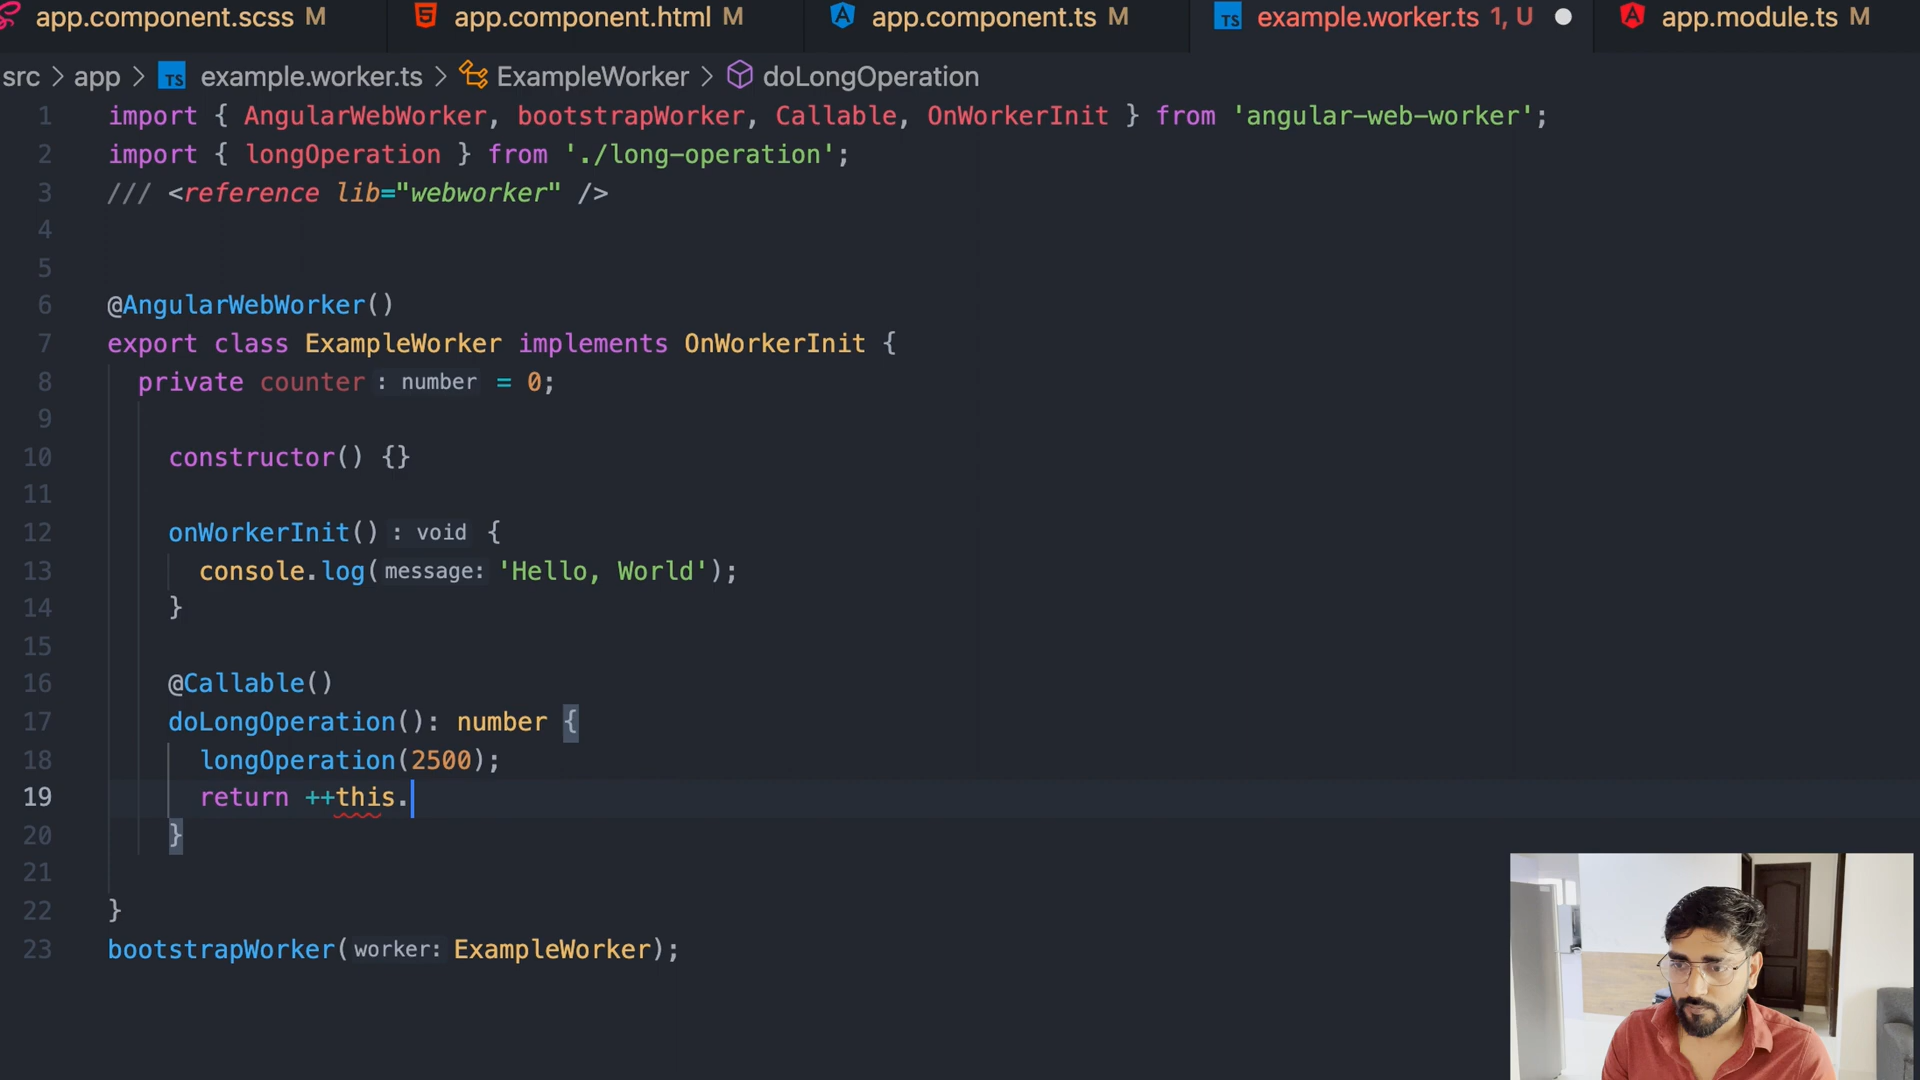 app.component.scss M
app.component.html M
app.component.ts M
TS example.worker.ts 1, U
app.module.ts M
src > app > TS example.worker.ts > ExampleWorker > doLongOperation
1 import { AngularWebWorker, bootstrapWorker, Callable, OnWorkerInit } from 'angular-web-worker';
2 import { longOperation } from './long-operation';
3 /// <reference lib="webworker" />
4
5
6 @AngularWebWorker()
7 export class ExampleWorker implements OnWorkerInit {
8 private counter : number = 0;
9
10 constructor() {}
11
12 onWorkerInit() : void {
13 console.log(message: 'Hello, World');
14 }
15
16 @Callable()
17 doLongOperation(): number {
18 longOperation(2500);
19 return ++this.
20 }
21
22 }
23 bootstrapWorker(worker: ExampleWorker);